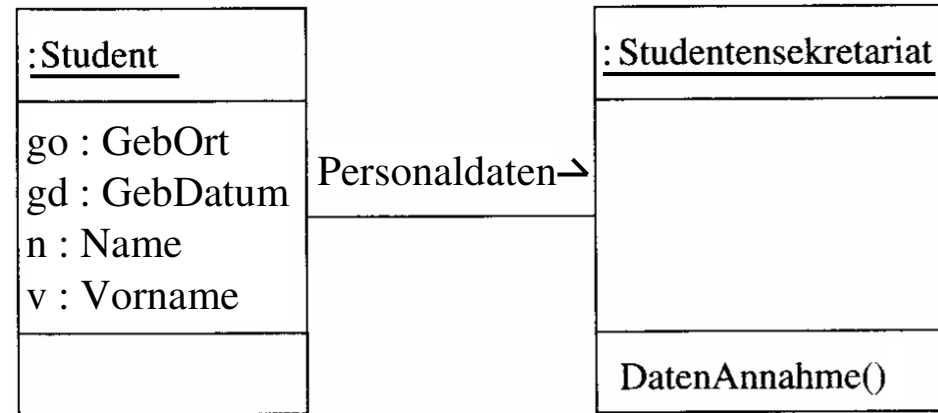 :Student
go : GebOrt
gd : GebDatum
n : Name
v : Vorname
Personaldaten
: Studentensekretariat
DatenAnnahme()